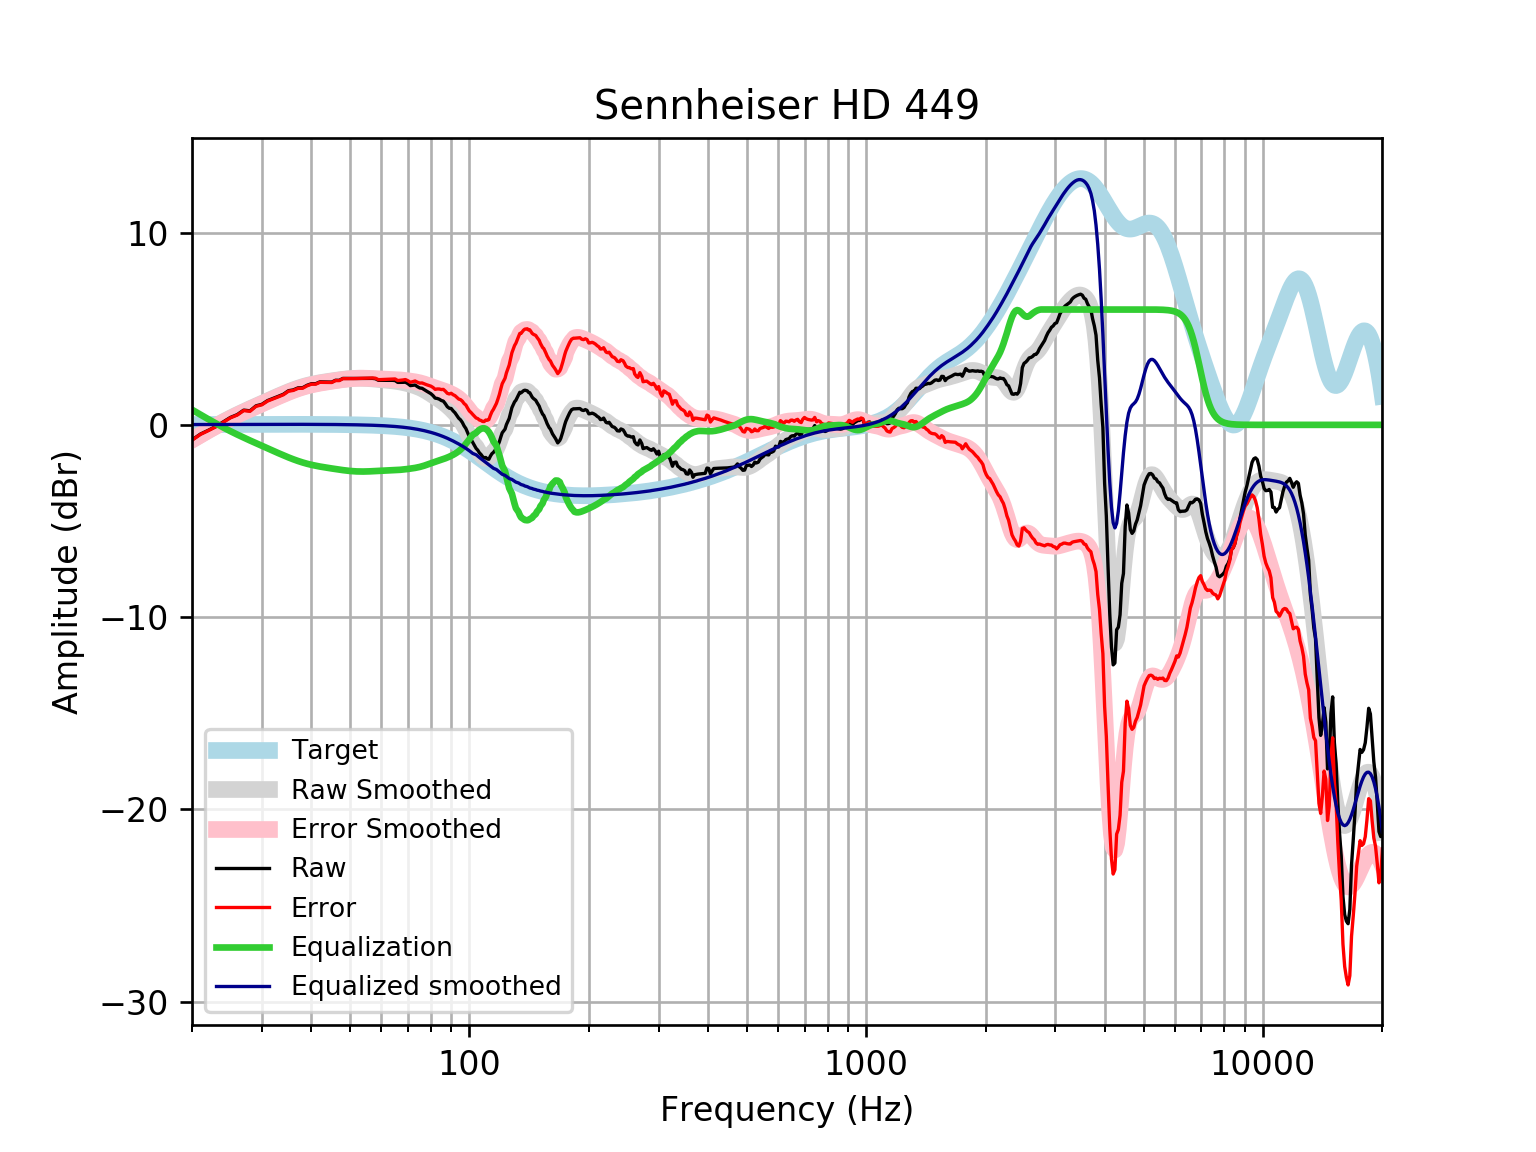 Sennheiser HD 449
Amplitude (dBr)
10
0
−10
−20
−30
Target
Raw Smoothed
Error Smoothed
Raw
Error
Equalization
Equalized smoothed
100
1000
10000
Frequency (Hz)